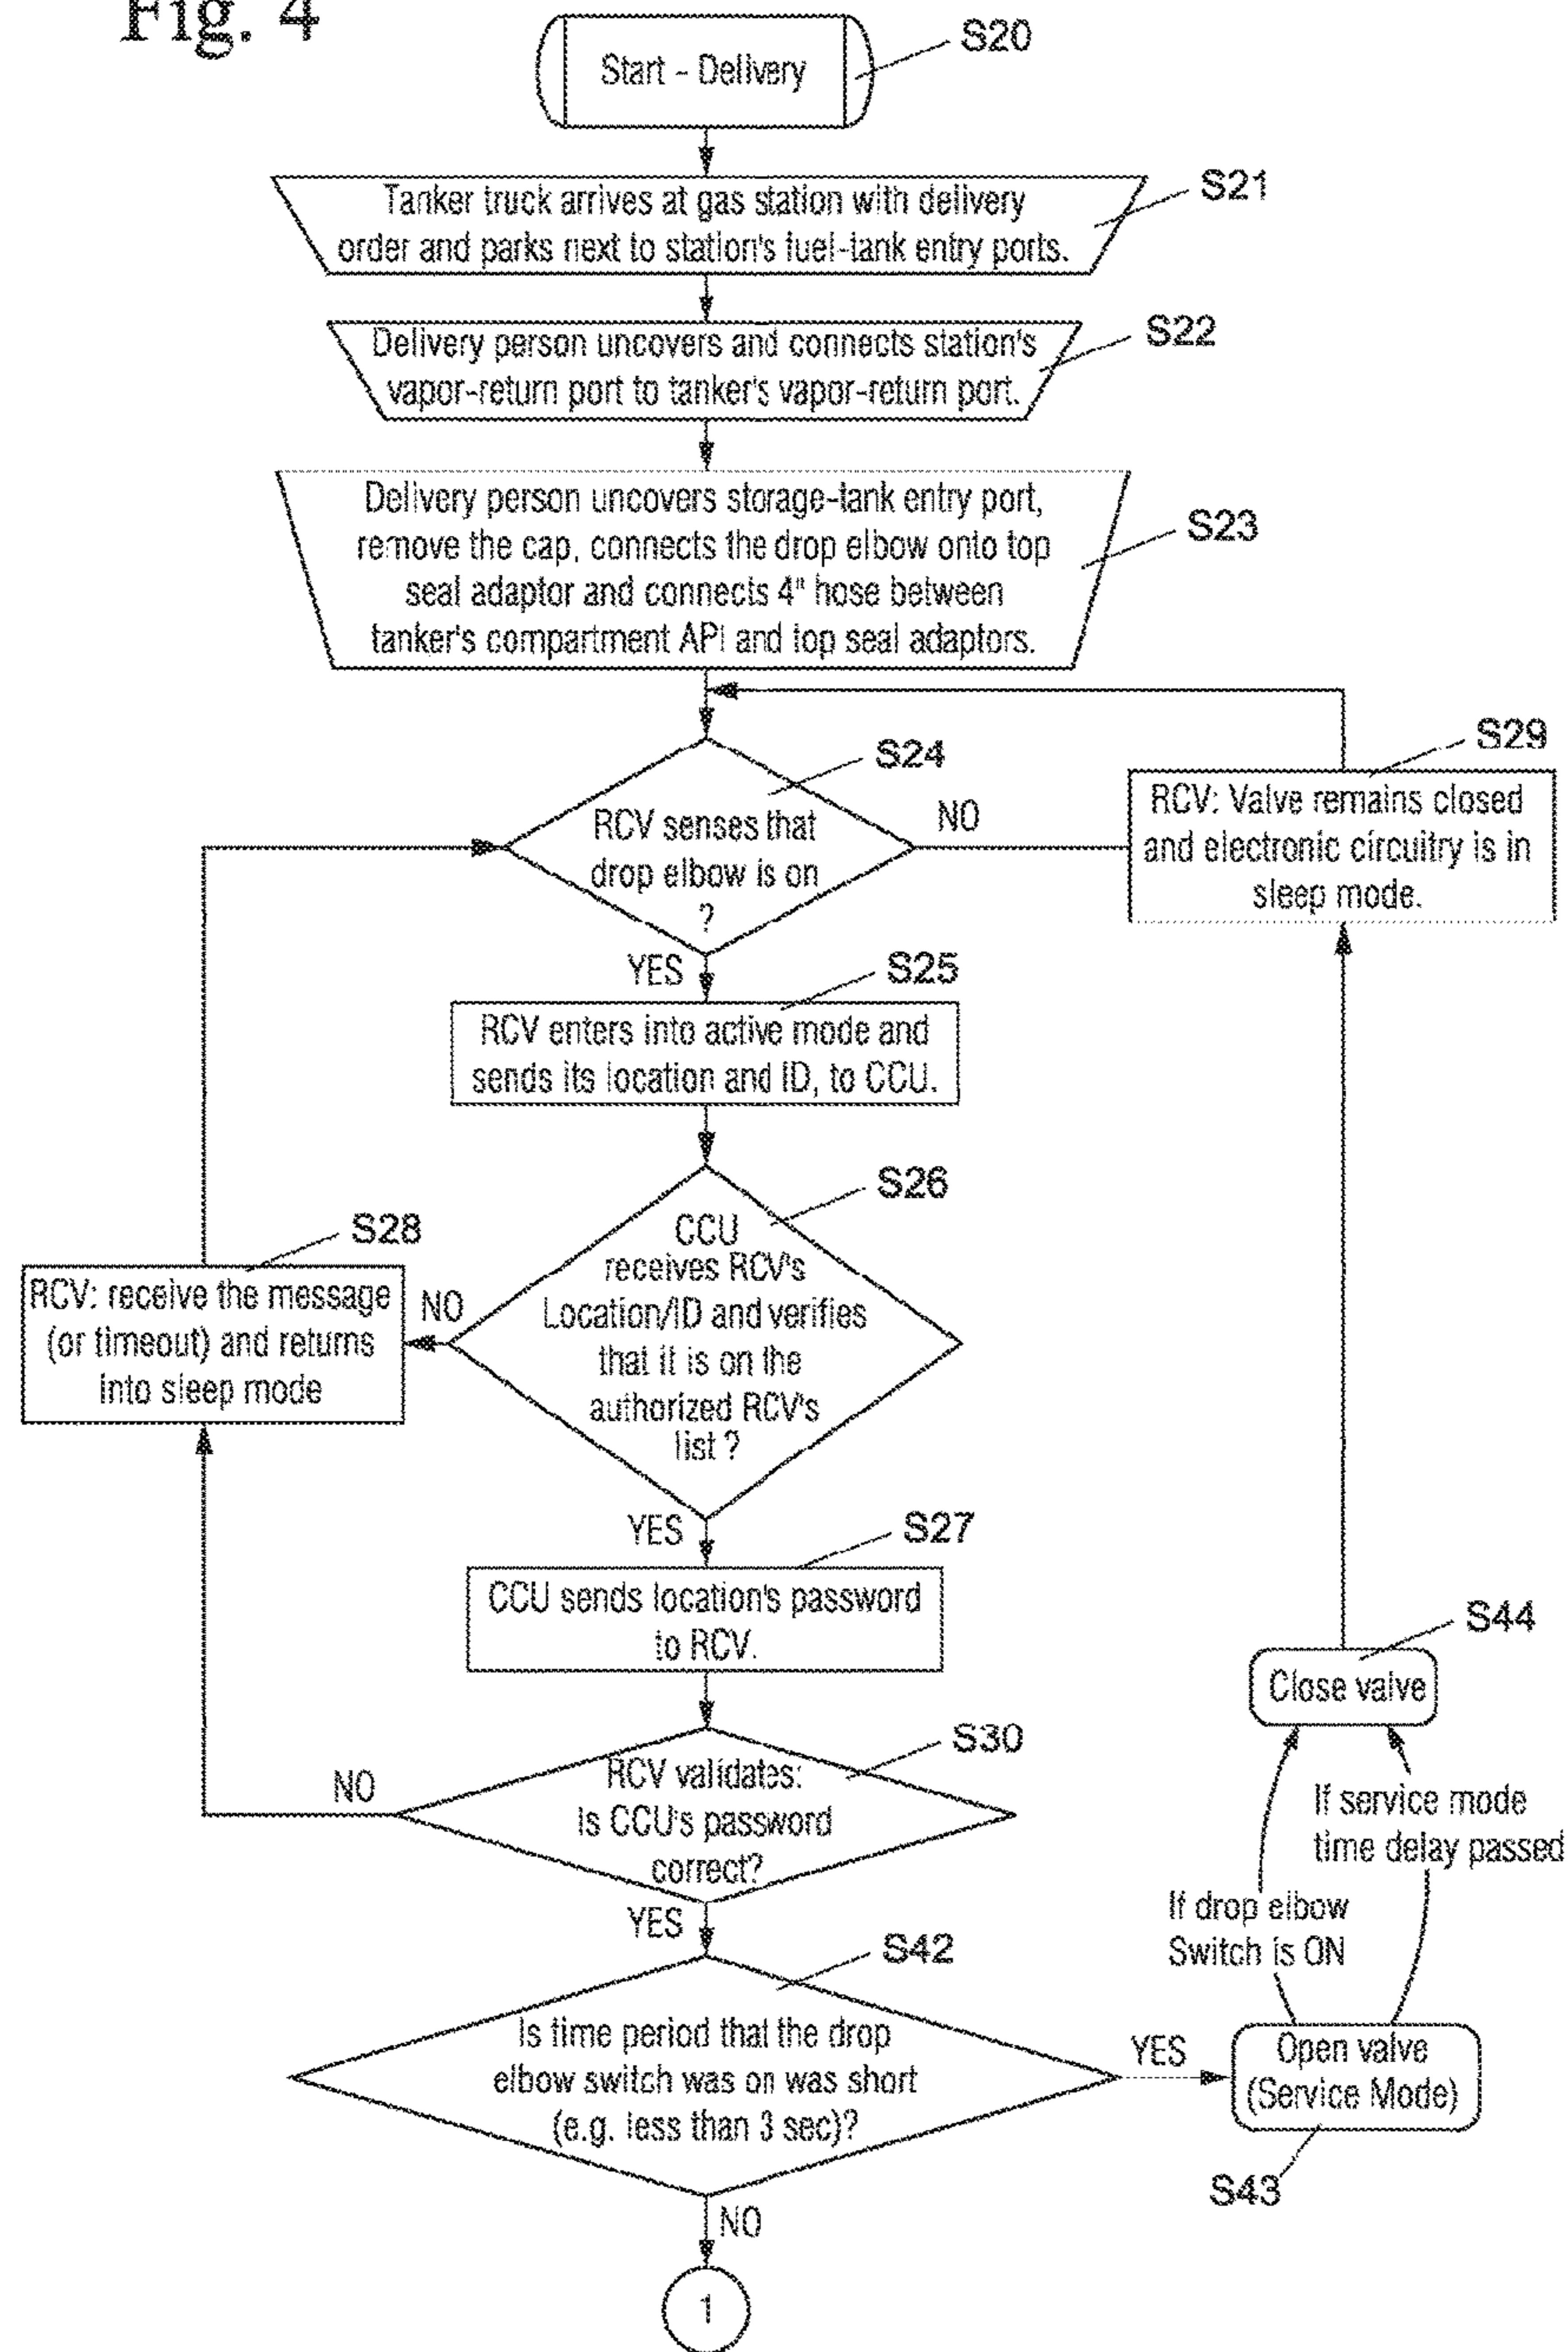 Fig. 4
S20
Start - Delivery
S21
Tanker truck arrives at gas station with delivery
order and parks next to station's fuel-tank entry ports.
S22
Delivery person uncovers and connects station's
vapor-return port to tanker's vapor-return port.
S23
Delivery person uncovers storage-tank entry port,
remove the cap, connects the drop elbow onto top
seal adaptor and connects 4" hose between
tanker's compartment API and top seal adaptors.
S24
RCV senses that
drop elbow is on
?
NO
YES
S29
RCV: Valve remains closed
and electronic circuitry is in
sleep mode.
S25
RCV enters into active mode and
sends its location and ID, to CCU.
S26
CCU
receives RCV's
Location/ID and verifies
that it is on the
authorized RCV's
list ?
NO
YES
S28
RCV: receive the message
(or timeout) and returns
into sleep mode
S27
CCU sends location's password
to RCV.
S30
RCV validates:
Is CCU's password
correct?
NO
YES
S42
Is time period that the drop
elbow switch was on was short
(e.g. less than 3 sec)?
YES
NO
S44
Close valve
If service mode
time delay passed
If drop elbow
Switch is ON
Open valve
(Service Mode)
S43
1